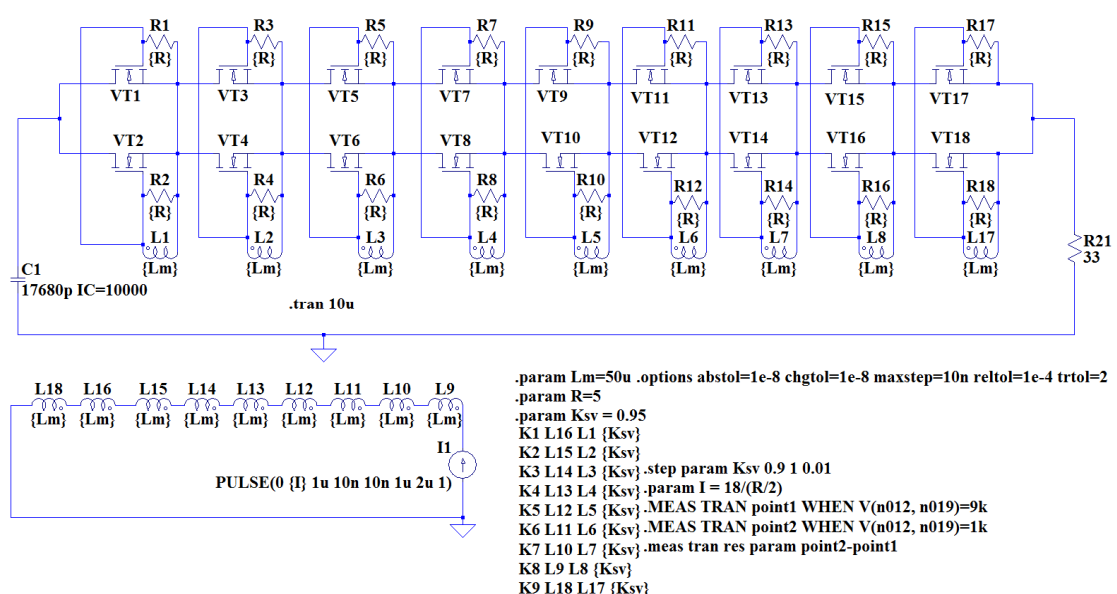 R1 R3 R5 R7 R9 R11 R13 R15 R17
{R} {R} {R} {R} {R} {R} {R} {R} {R}
VT1 VT3 VT5 VT7 VT9 VT11 VT13 VT15 VT17
VT2 VT4 VT6 VT8 VT10 VT12 VT14 VT16 VT18
R2 R4 R6 R8 R10 R12 R14 R16 R18
{R} {R} {R} {R} {R} {R} {R} {R} {R}
L1 L2 L3 L4 L5 L6 L7 L8 L17
{Lm} {Lm} {Lm} {Lm} {Lm} {Lm} {Lm} {Lm} {Lm}
R21
33
C1
17680p IC=10000
.tran 10u
L18 L16 L15 L14 L13 L12 L11 L10 L9
{Lm} {Lm} {Lm} {Lm} {Lm} {Lm} {Lm} {Lm} {Lm}
I1
PULSE(0 {I} 1u 10n 10n 1u 2u 1)
.param Lm=50u .options abstol=1e-8 chgtol=1e-8 maxstep=10n reltol=1e-4 trtol=2
.param R=5
.param Ksv = 0.95
K1 L16 L1 {Ksv}
K2 L15 L2 {Ksv}
K3 L14 L3 {Ksv} .step param Ksv 0.9 1 0.01
K4 L13 L4 {Ksv} .param I = 18/(R/2)
K5 L12 L5 {Ksv} .MEAS TRAN point1 WHEN V(n012, n019)=9k
K6 L11 L6 {Ksv} .MEAS TRAN point2 WHEN V(n012, n019)=1k
K7 L10 L7 {Ksv} .meas tran res param point2-point1
K8 L9 L8 {Ksv}
K9 L18 L17 {Ksv}